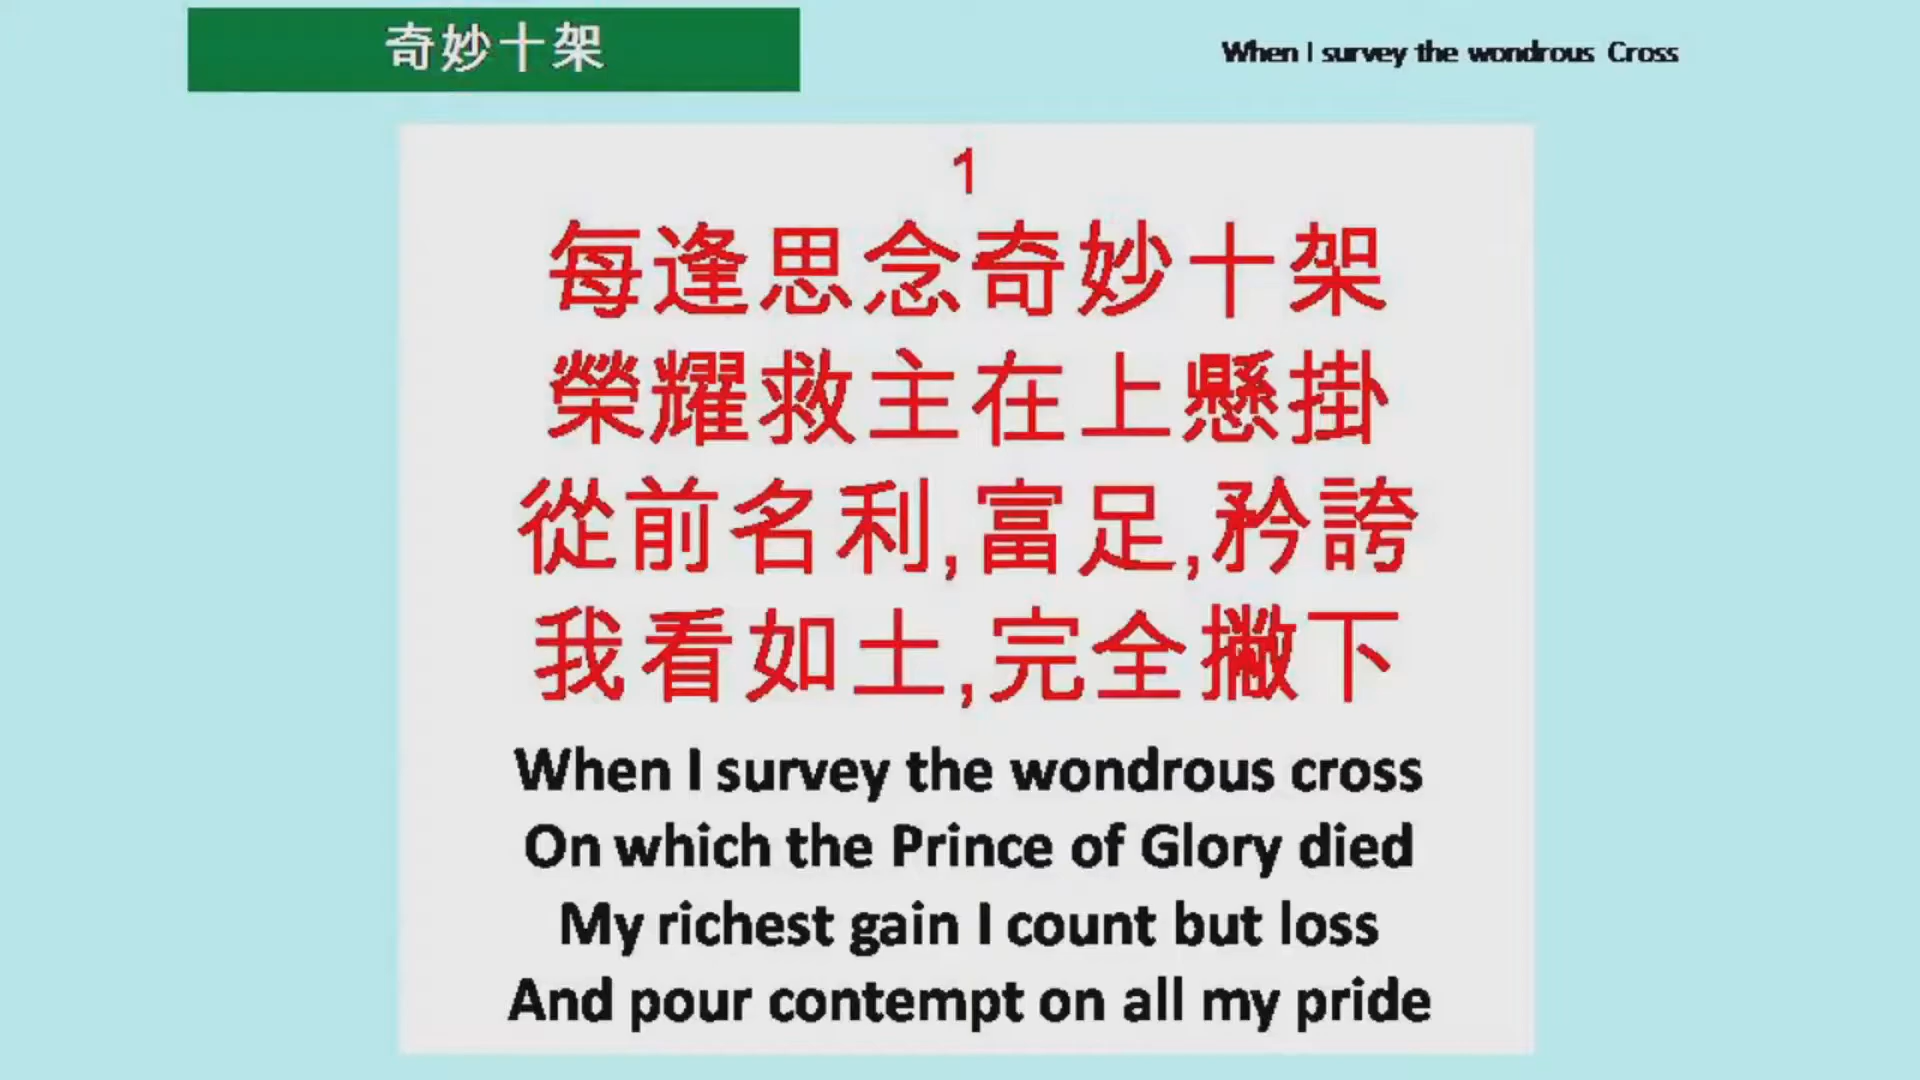 奇妙十架
When I survey the wondrous Cross
1
每逢思念奇妙十架
榮耀救主在上懸掛
從前名利,富足,矜誇
我看如土,完全撇下
When I survey the wondrous cross
On which the Prince of Glory died
My richest gain I count but loss
And pour contempt on all my pride